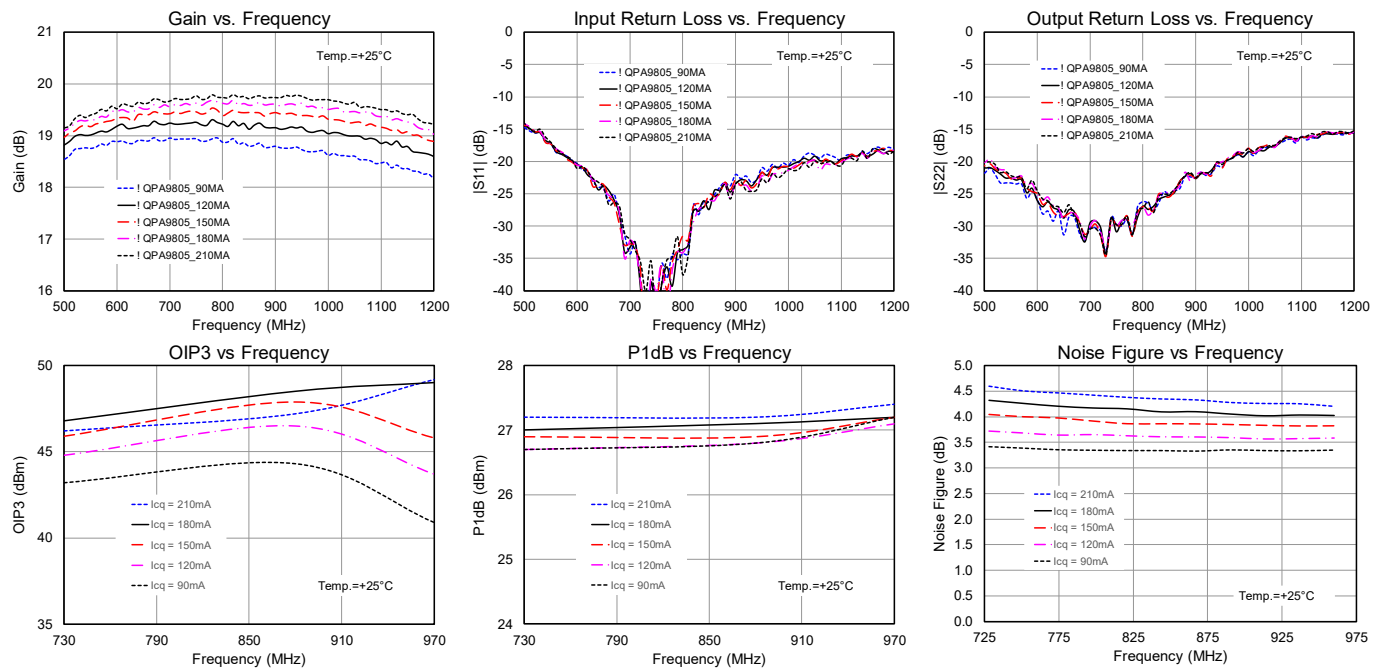 Gain vs. Frequency
21
20
19
18
17
16
500 600 700 800 900 1000 1100 1200
Gain (dB)
Frequency (MHz)
Temp.=+25°C
! QPA9805_90MA
! QPA9805_120MA
! QPA9805_150MA
! QPA9805_180MA
! QPA9805_210MA
Input Return Loss vs. Frequency
0
-5
-10
-15
-20
-25
-30
-35
-40
500 600 700 800 900 1000 1100 1200
|S11| (dB)
Frequency (MHz)
Temp.=+25°C
! QPA9805_90MA
! QPA9805_120MA
! QPA9805_150MA
! QPA9805_180MA
! QPA9805_210MA
Output Return Loss vs. Frequency
0
-5
-10
-15
-20
-25
-30
-35
-40
500 600 700 800 900 1000 1100 1200
|S22| (dB)
Frequency (MHz)
Temp.=+25°C
! QPA9805_90MA
! QPA9805_120MA
! QPA9805_150MA
! QPA9805_180MA
! QPA9805_210MA
OIP3 vs Frequency
50
45
40
35
730 790 850 910 970
OIP3 (dBm)
Frequency (MHz)
Icq = 210mA
Icq = 180mA
Icq = 150mA
Icq = 120mA
Icq = 90mA
Temp.=+25°C
P1dB vs Frequency
28
27
26
25
24
730 790 850 910 970
P1dB (dBm)
Frequency (MHz)
Icq = 210mA
Icq = 180mA
Icq = 150mA
Icq = 120mA
Icq = 90mA
Temp.=+25°C
Noise Figure vs Frequency
5.0
4.5
4.0
3.5
3.0
2.5
2.0
1.5
1.0
0.5
0.0
725 775 825 875 925 975
Noise Figure (dB)
Frequency (MHz)
Icq = 210mA
Icq = 180mA
Icq = 150mA
Icq = 120mA
Icq = 90mA
Temp.=+25°C